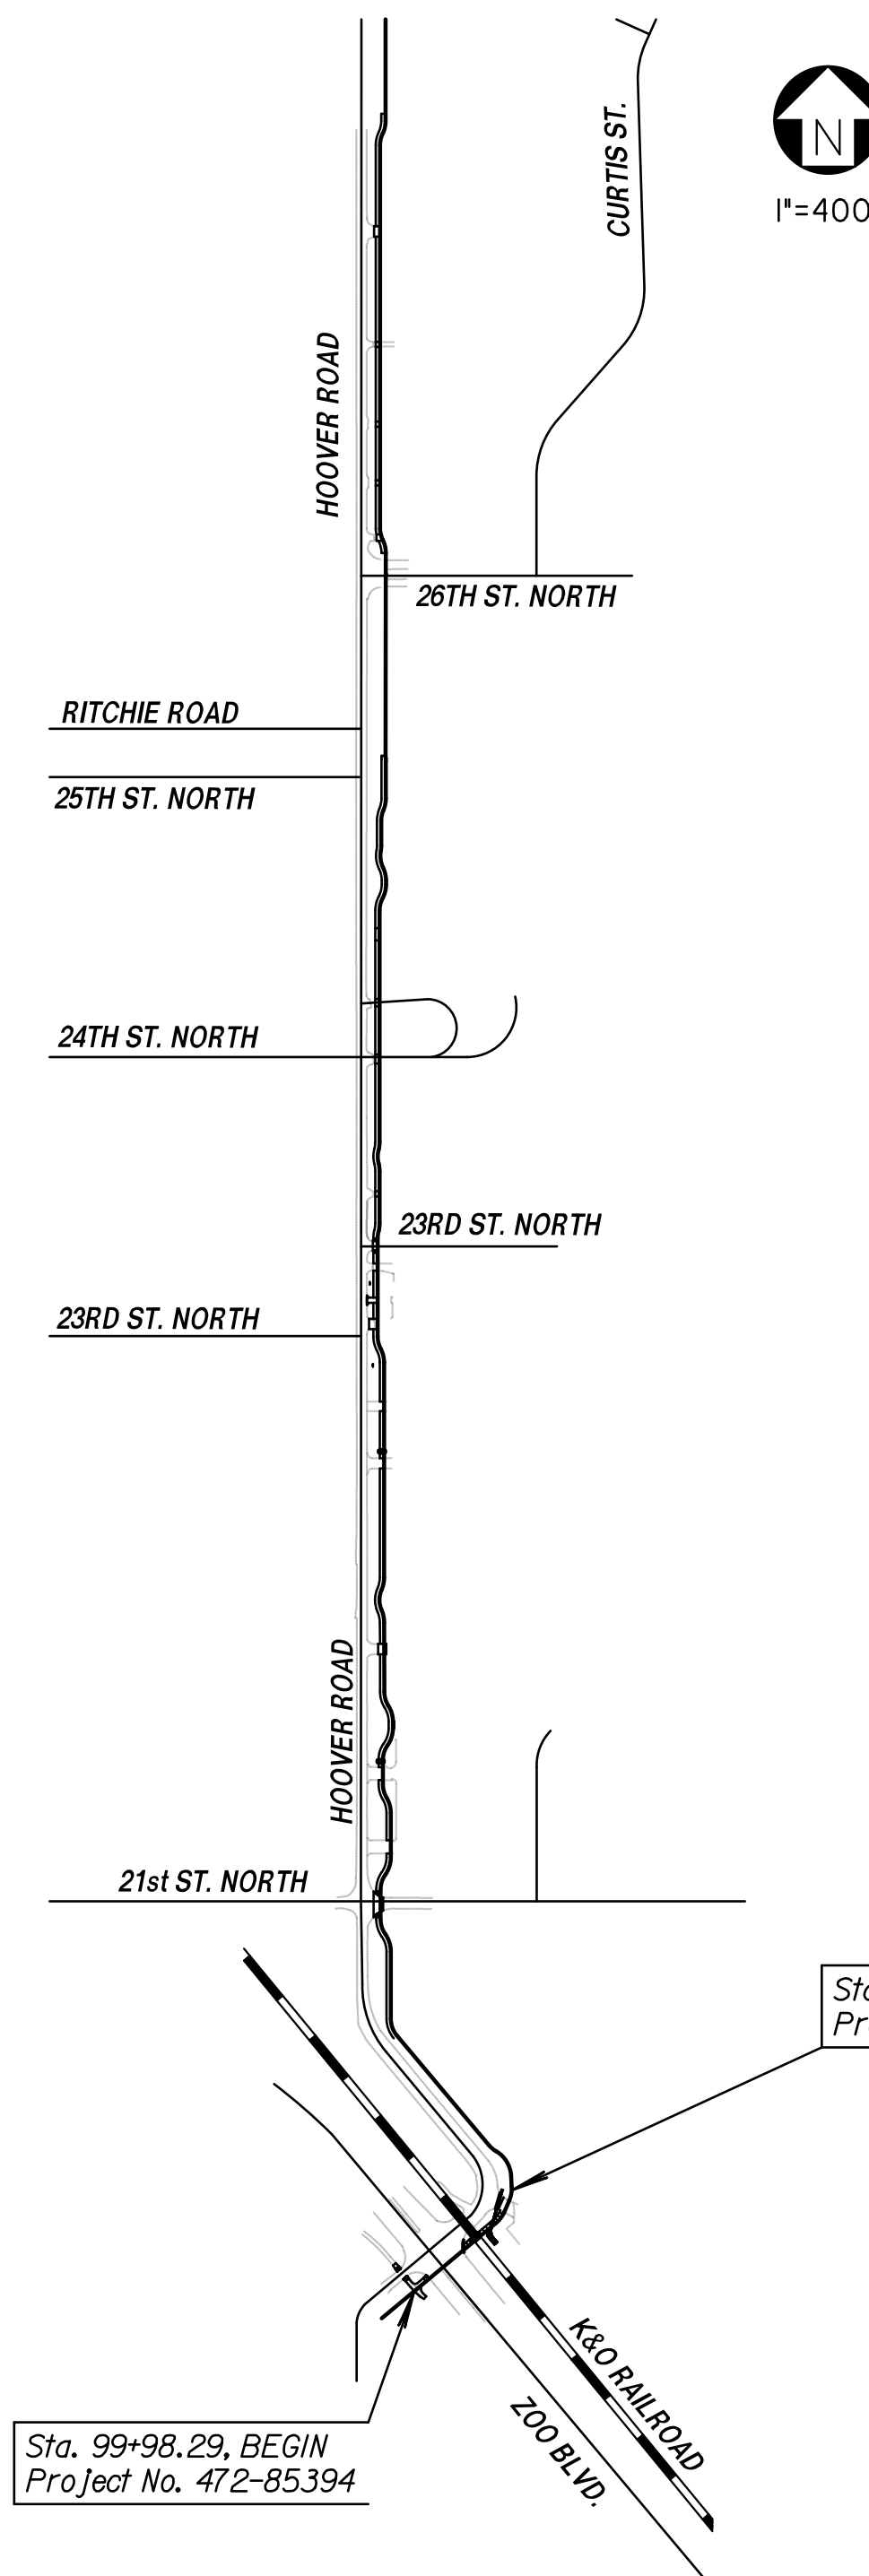 CURTIS ST.
N
1"=400
HOOVER ROAD
26TH ST. NORTH
RITCHIE ROAD
25TH ST. NORTH
24TH ST. NORTH
23RD ST. NORTH
23RD ST. NORTH
HOOVER ROAD
21st ST. NORTH
K&O RAILROAD
ZOO BLVD.
Sta. 99+98.29, BEGIN
Project No. 472-85394